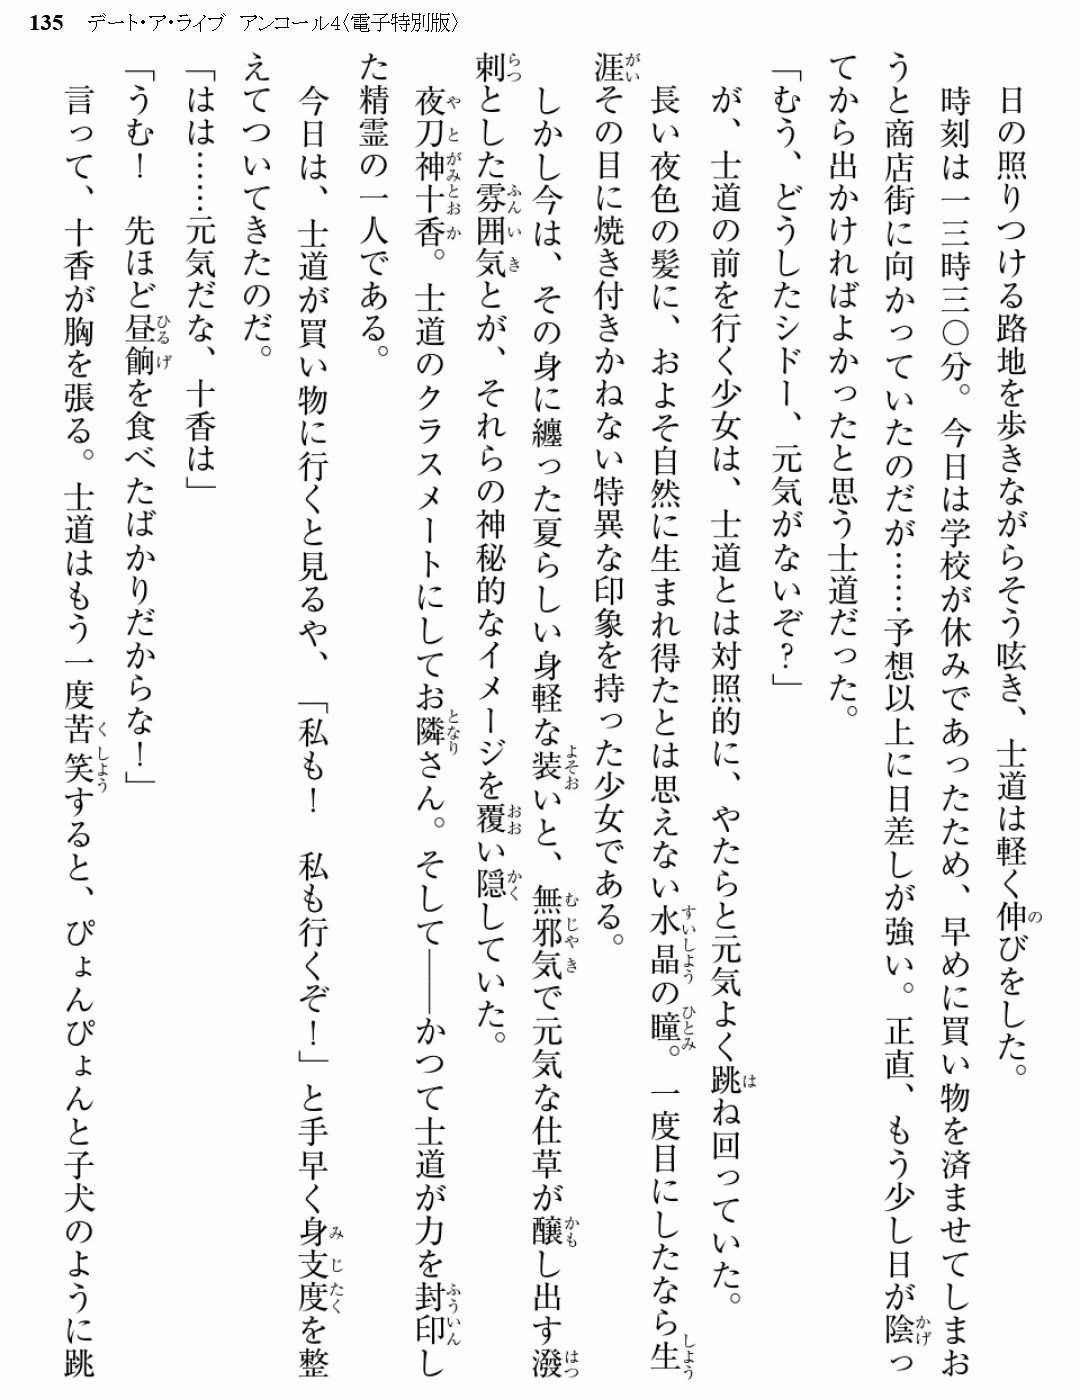 135 デート・ア・ライブ アンコール4〈電子特別版〉
　日の照りつける路地を歩きながらそう呟き、士道は軽く伸びをした。
　時刻は一三時三〇分。今日は学校が休みであったため、早めに買い物を済ませてしまお
うと商店街に向かっていたのだが……予想以上に日差しが強い。正直、もう少し日が陰っ
てから出かければよかったと思う士道だった。
「むう、どうしたシドー、元気がないぞ?」
　が、士道の前を行く少女は、士道とは対照的に、やたらと元気よく跳ね回っていた。
　長い夜色の髪に、およそ自然に生まれ得たとは思えない水晶の瞳。一度目にしたなら生
涯その目に焼き付きかねない特異な印象を持った少女である。
　しかし今は、その身に纏った夏らしい身軽な装いと、無邪気で元気な仕草が醸し出す潑
剌とした雰囲気とが、それらの神秘的なイメージを覆い隠していた。
　夜刀神十香。士道のクラスメートにしてお隣さん。そして――かつて士道が力を封印し
た精霊の一人である。
　今日は、士道が買い物に行くと見るや、「私も!　私も行くぞ!」と手早く身支度を整
えてついてきたのだ。
「はは……元気だな、十香は」
「うむ!　先ほど昼餉を食べたばかりだからな!」
　言って、十香が胸を張る。士道はもう一度苦笑すると、ぴょんぴょんと子犬のように跳